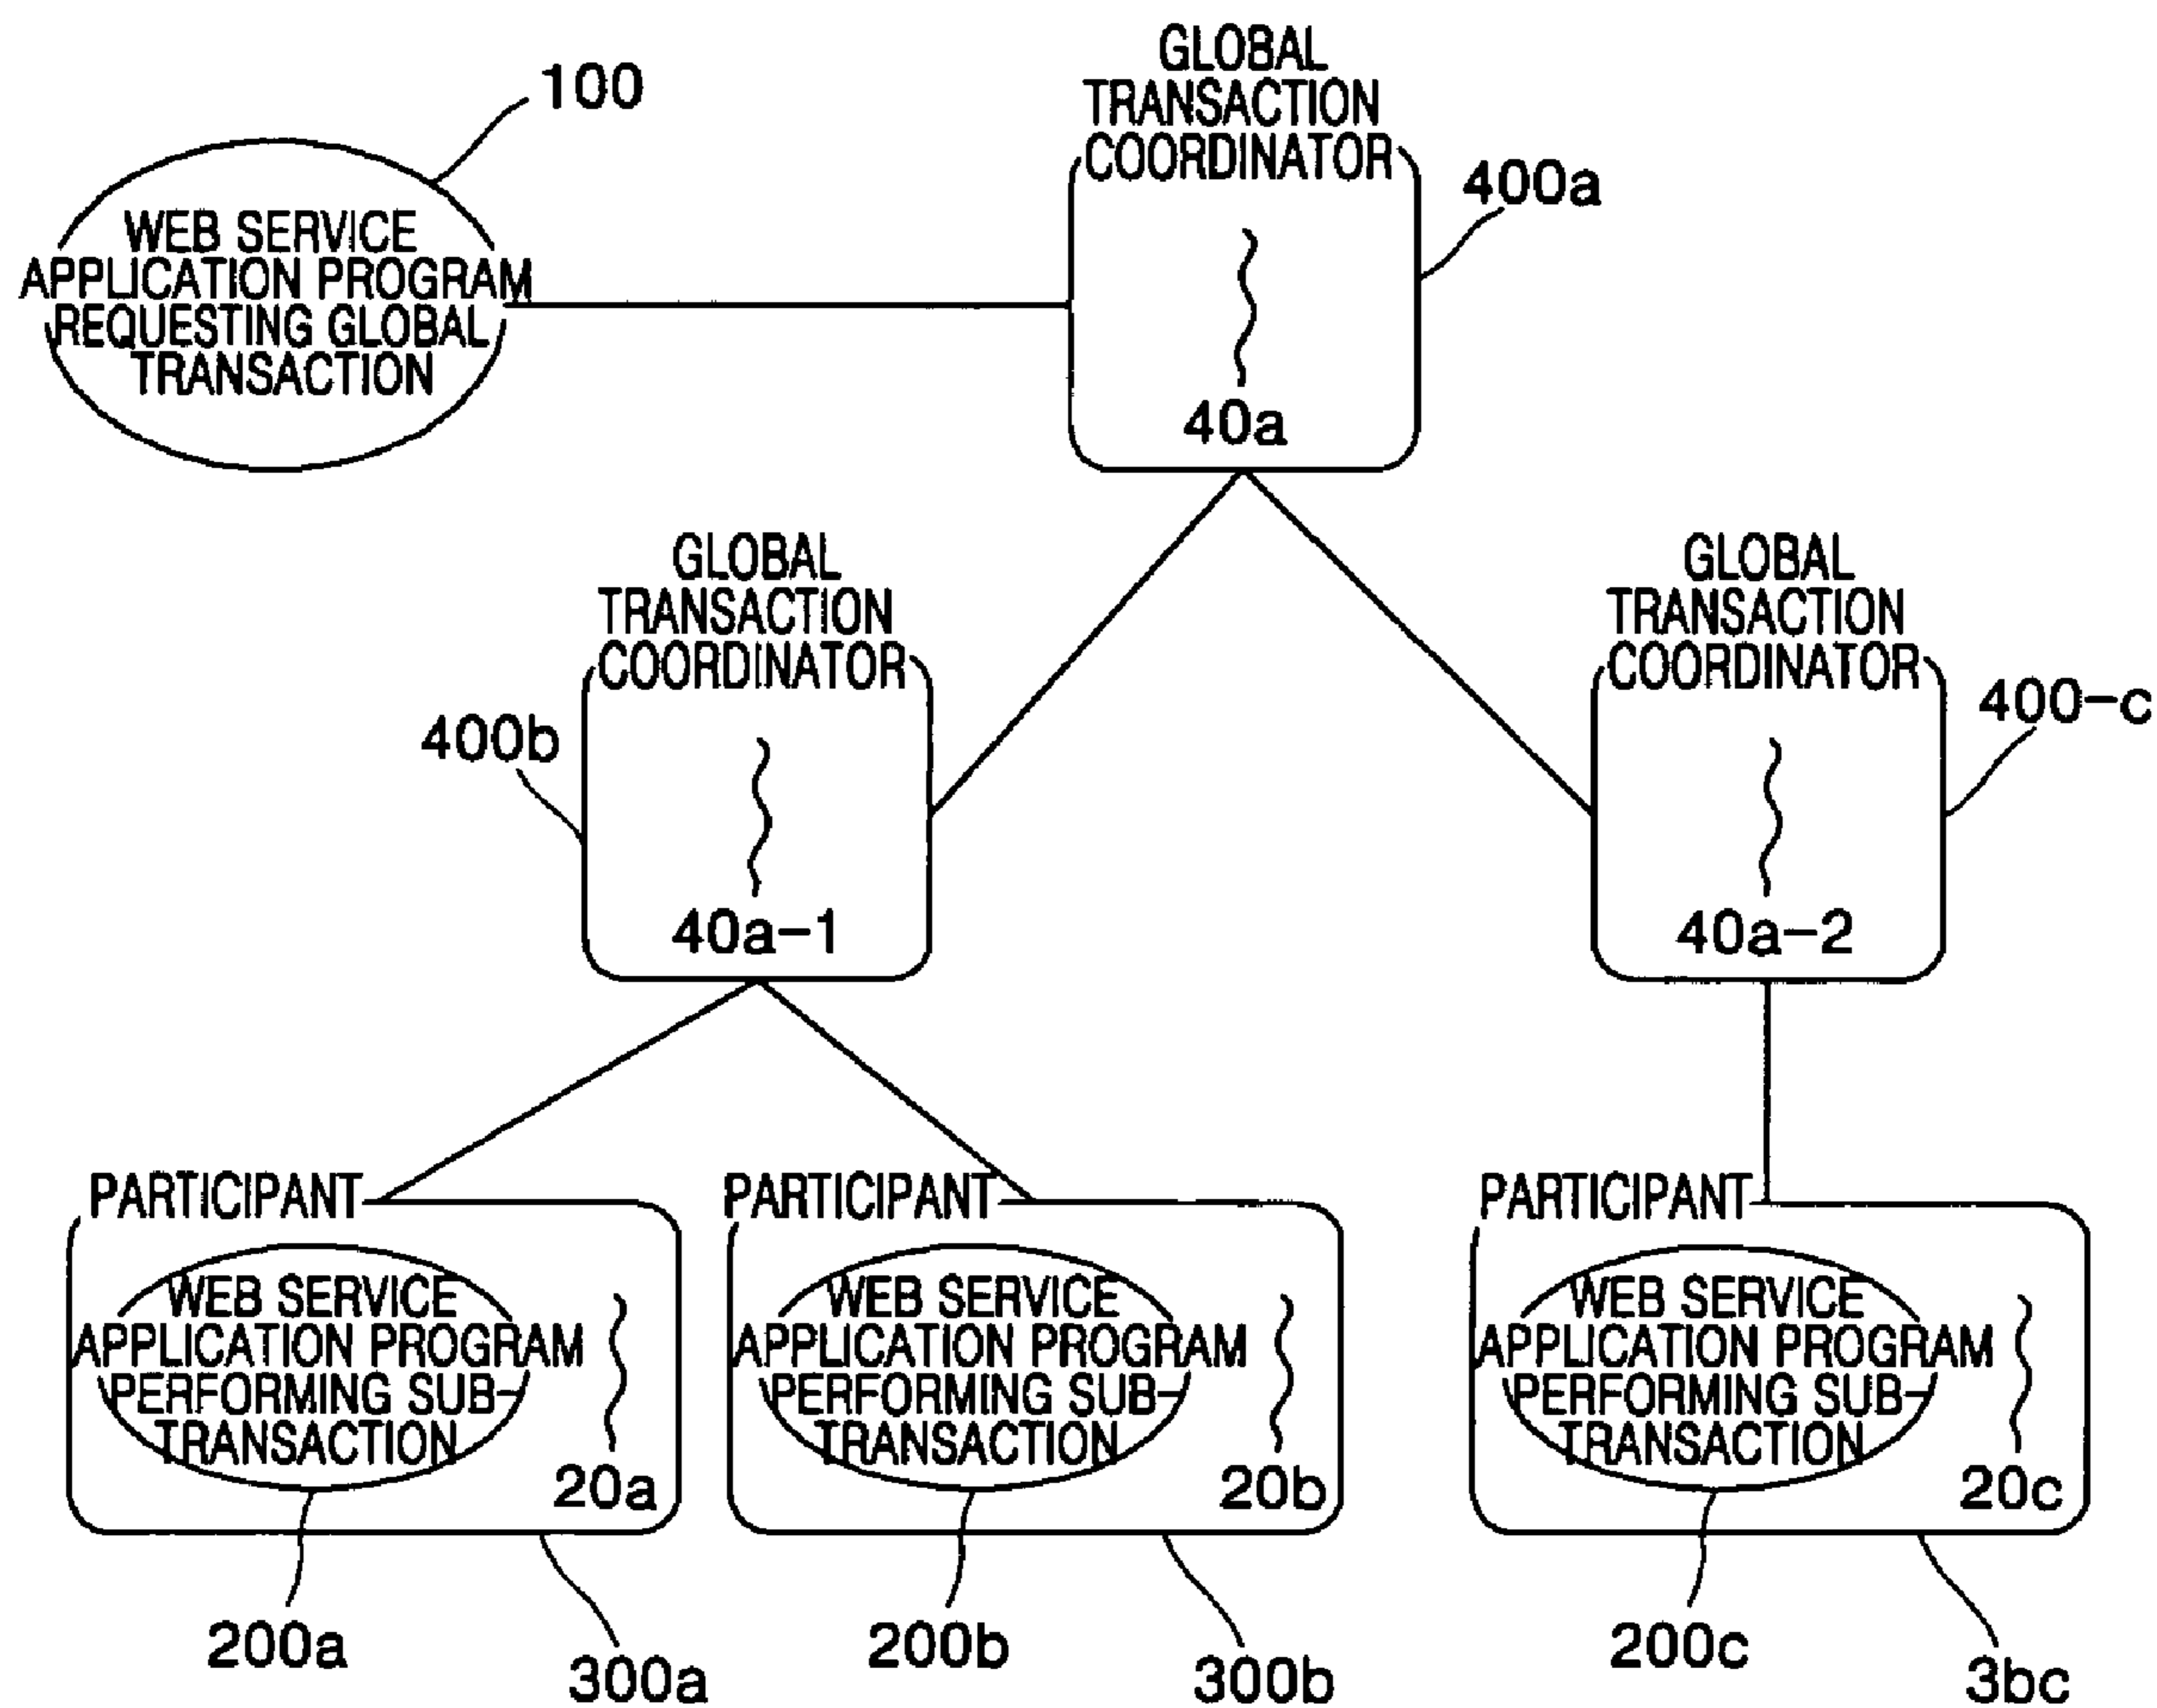 100
WEB SERVICE
APPLICATION PROGRAM
REQUESTING GLOBAL
TRANSACTION
GLOBAL
TRANSACTION
COORDINATOR
400a
40a
GLOBAL
TRANSACTION
COORDINATOR
400b
40a-1
GLOBAL
TRANSACTION
COORDINATOR
400-c
40a-2
PARTICIPANT
WEB SERVICE
APPLICATION PROGRAM
PERFORMING SUB-
TRANSACTION
20a
200a
300a
PARTICIPANT
WEB SERVICE
APPLICATION PROGRAM
PERFORMING SUB-
TRANSACTION
20b
200b
300b
PARTICIPANT
WEB SERVICE
APPLICATION PROGRAM
PERFORMING SUB-
TRANSACTION
20c
200c
3bc